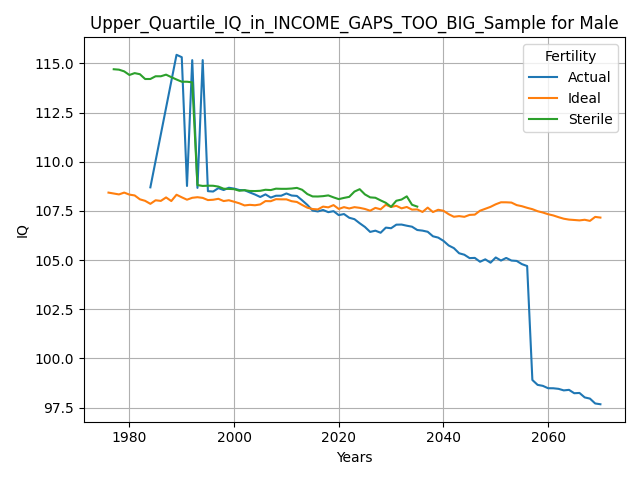 Upper_Quartile_IQ_in_INCOME_GAPS_TOO_BIG_Sample for Male
Fertility
Actual
Ideal
Sterile
115.0
112.5
110.0
107.5
105.0
102.5
100.0
97.5
IQ
1980
2000
2020
2040
2060
Years